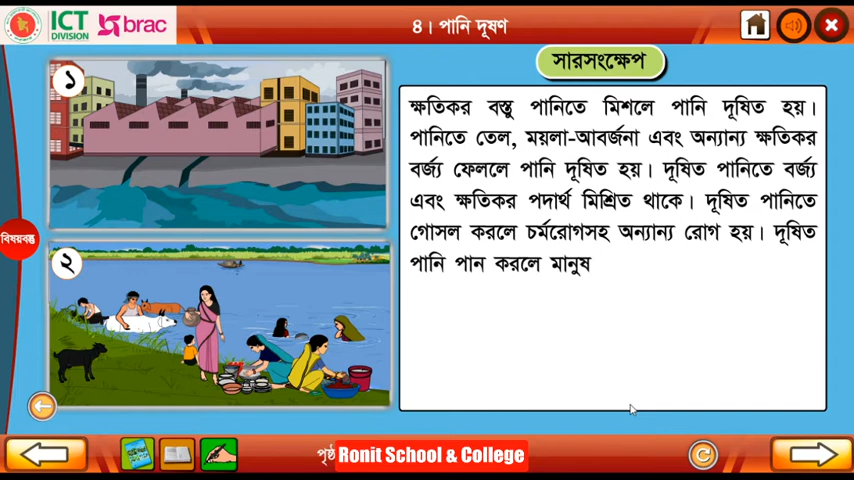 ICT
DIVISION
brac
৪। পানি দূষণ
সারসংক্ষেপ
১
ক্ষতিকর বস্তু পানিতে মিশলে পানি দূষিত হয়।
পানিতে তেল, ময়লা-আবর্জনা এবং অন্যান্য ক্ষতিকর
বর্জ্য ফেললে পানি দূষিত হয়। দূষিত পানিতে বর্জ্য
এবং ক্ষতিকর পদার্থ মিশ্রিত থাকে। দূষিত পানিতে
গোসল করলে চর্মরোগসহ অন্যান্য রোগ হয়। দূষিত
পানি পান করলে মানুষ
বিষয়বস্তু
২
Ronit School & College